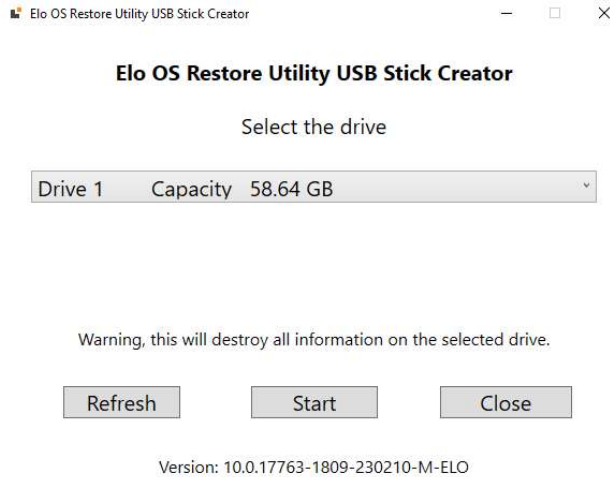 Elo OS Restore Utility USB Stick Creator
Elo OS Restore Utility USB Stick Creator
Select the drive
Drive 1 Capacity 58.64 GB
Warning, this will destroy all information on the selected drive.
Refresh Start Close
Version: 10.0.17763-1809-230210-M-ELO